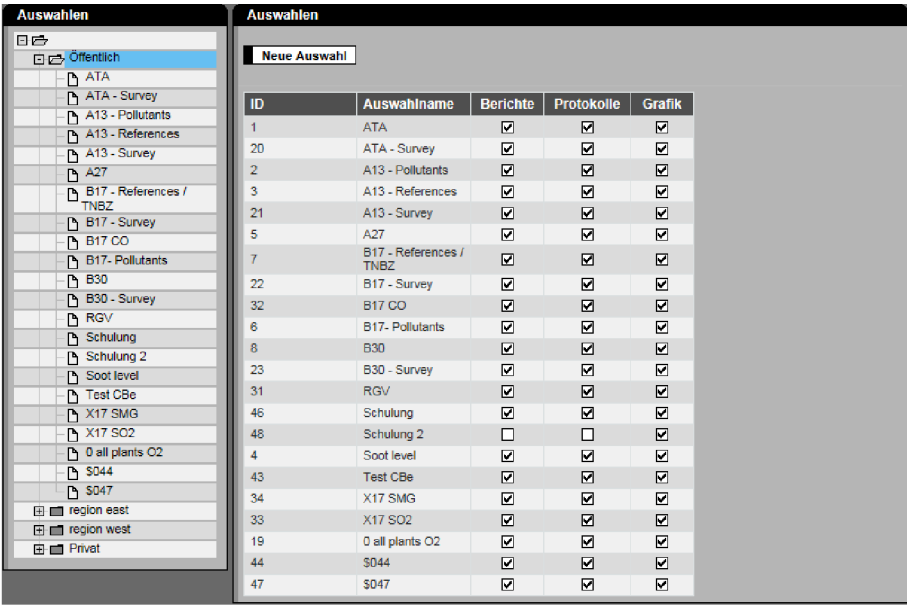 Auswahlen
Öffentlich
ATA
ATA - Survey
A13 - Pollutants
A13 - References
A13 - Survey
A27
B17 - References /
TNBZ
B17 - Survey
B17 CO
B17- Pollutants
B30
B30 - Survey
RGV
Schulung
Schulung 2
Soot level
Test CBe
X17 SMG
X17 SO2
0 all plants O2
$044
$047
region east
region west
Privat
Auswahlen
Neue Auswahl
ID Auswahlname Berichte Protokolle Grafik
1 ATA
20 ATA - Survey
2 A13 - Pollutants
3 A13 - References
21 A13 - Survey
5 A27
7 B17 - References /
TNBZ
22 B17 - Survey
32 B17 CO
6 B17- Pollutants
8 B30
23 B30 - Survey
31 RGV
46 Schulung
48 Schulung 2
4 Soot level
43 Test CBe
34 X17 SMG
33 X17 SO2
19 0 all plants O2
44 $044
47 $047